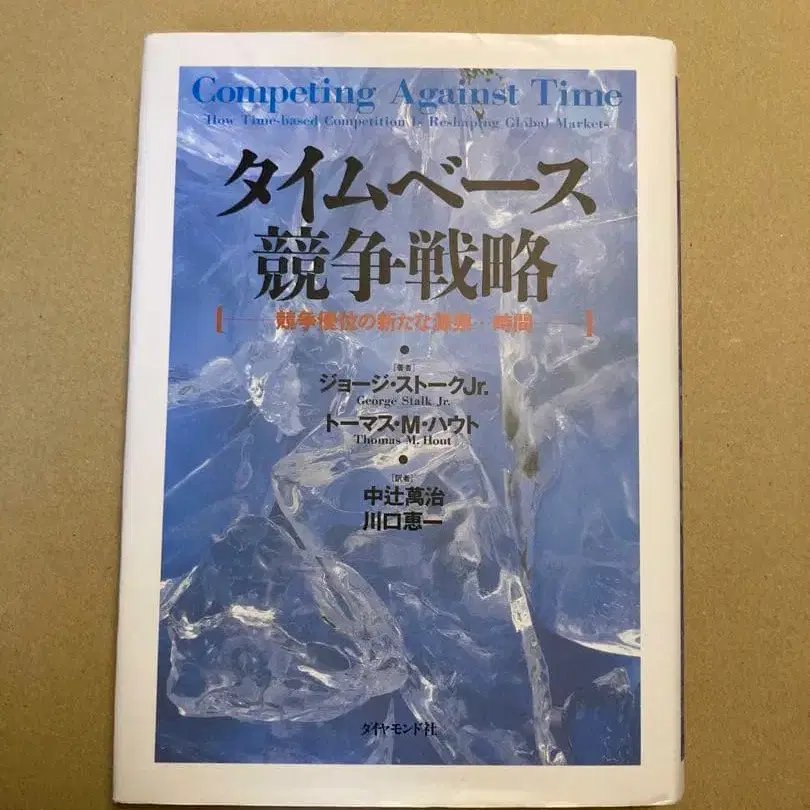 Competing Against Time
How Time-based Competition Is Reshaping Global Markets
タイムベース
競争戦略
競争優位の新たな源泉・時間
[著者]
ジョージ・ストークJr.
George Stalk Jr.
トーマス・M・ハウト
Thomas M. Hout
[訳者]
中辻萬治
川口恵一
ダイヤモンド社